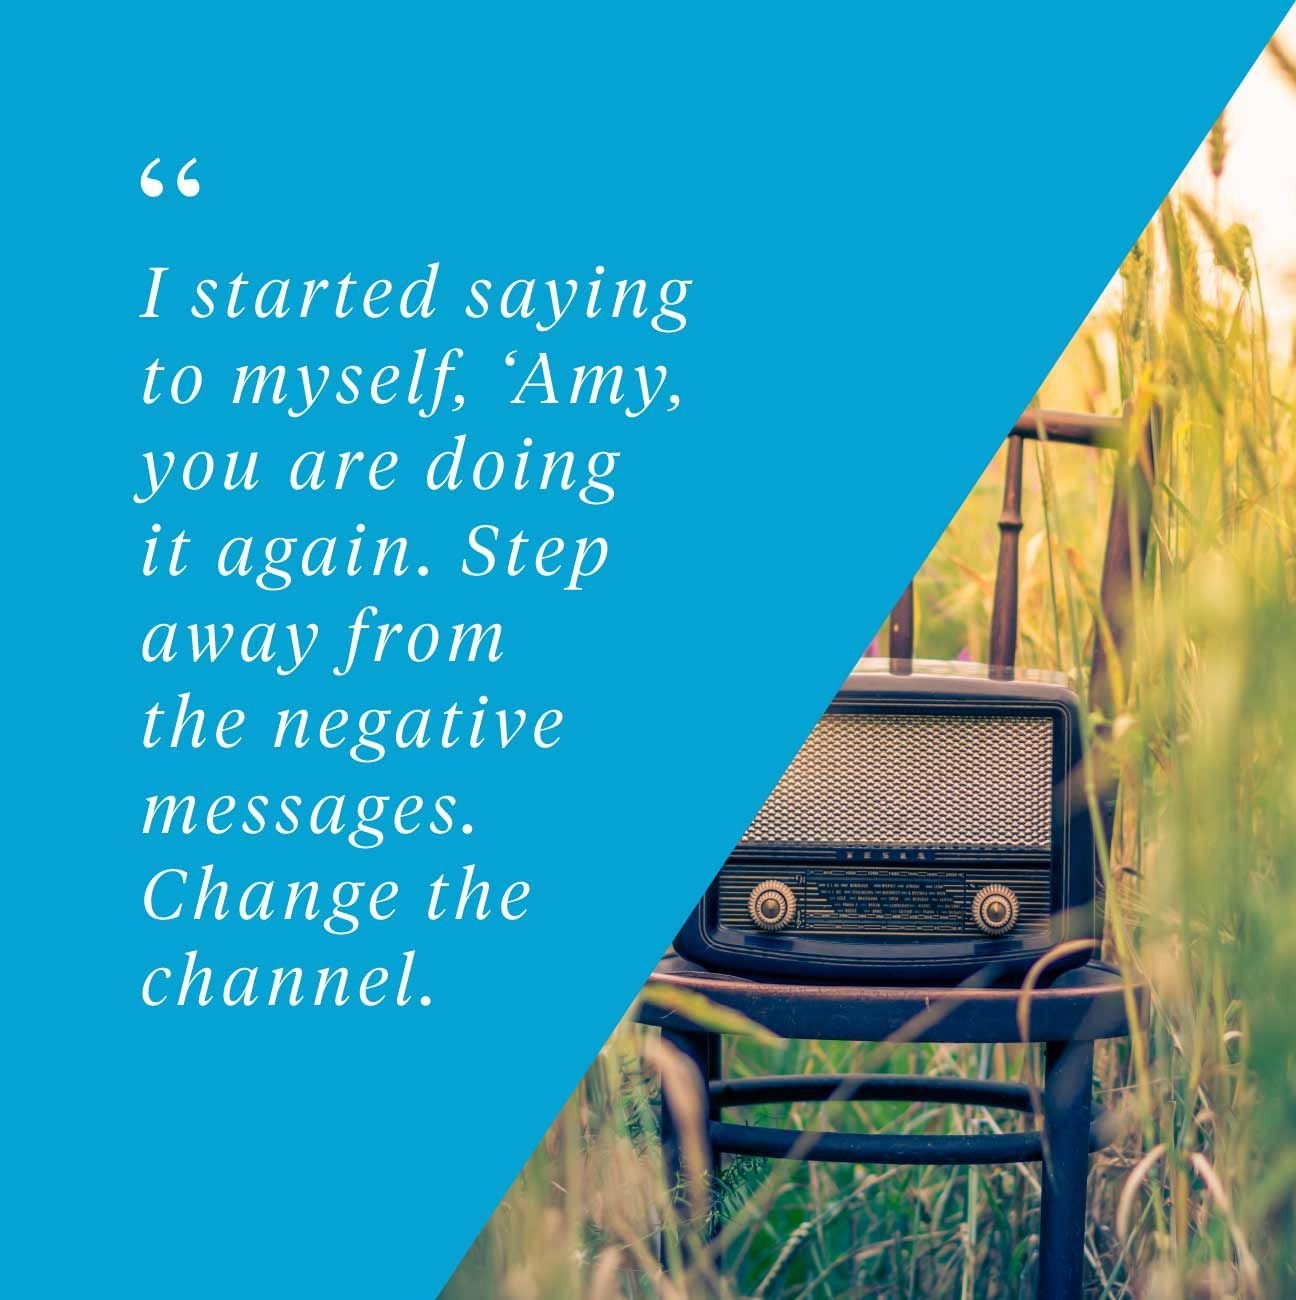 “
I started saying
to myself, ‘Amy,
you are doing
it again. Step
away from
the negative
messages.
Change the
channel.
TESLA